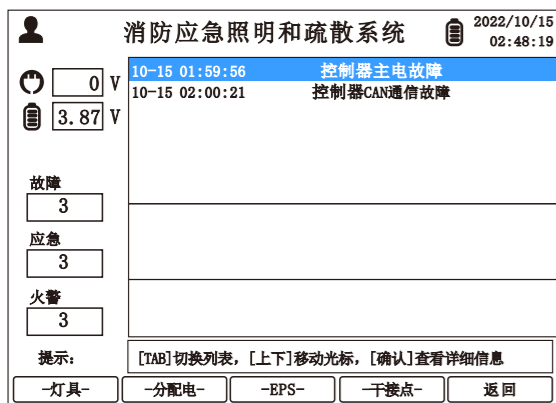 消防应急照明和疏散系统
2022/10/15
02:48:19
0 V
3.87 V
10-15 01:59:56 控制器主电故障
10-15 02:00:21 控制器CAN通信故障
故障
3
应急
3
火警
3
提示:
[TAB]切换列表, [上下]移动光标, [确认]查看详细信息
-灯具- -分配电- -EPS- -干接点- 返回